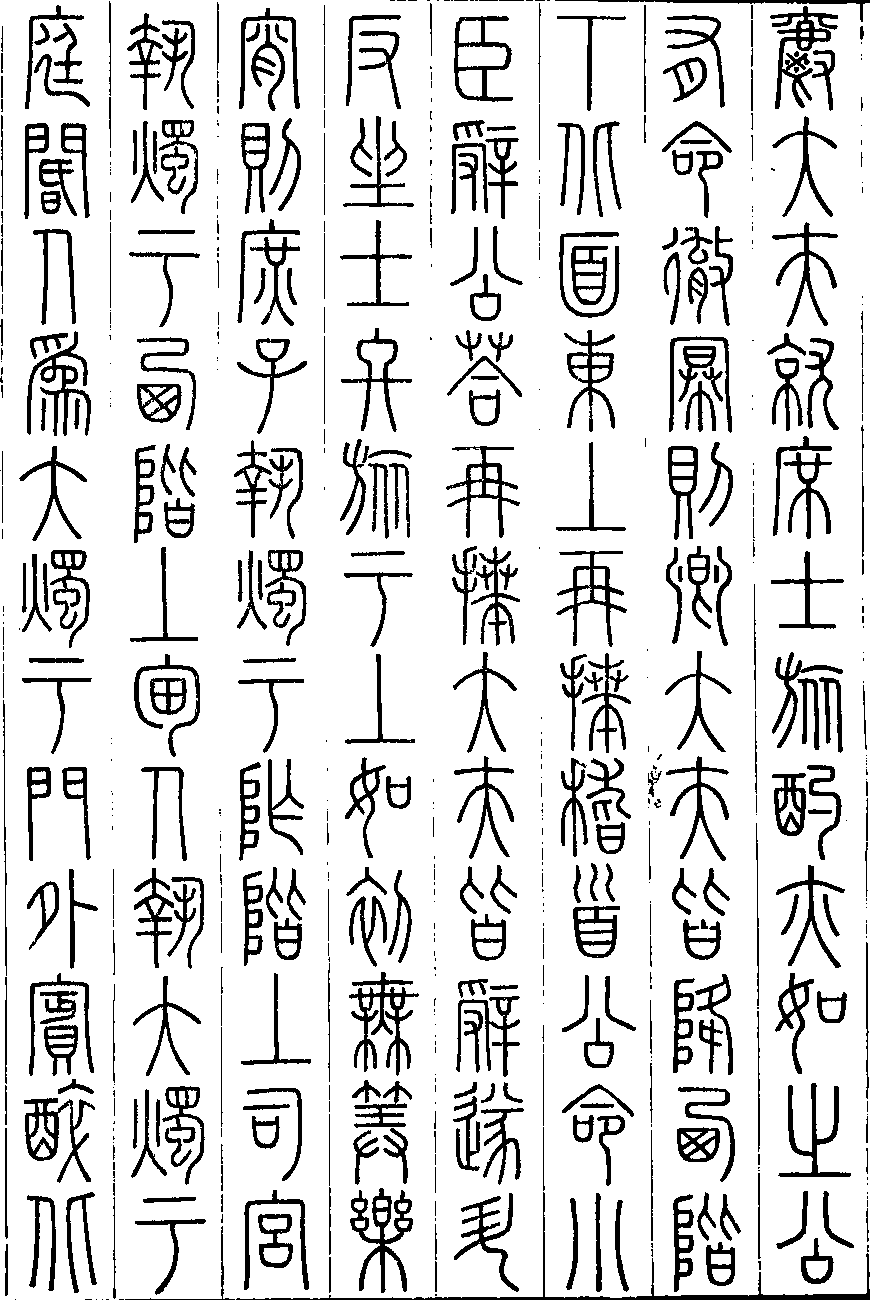 爵大夫就席士旅酌亦如之公
有命徹冪則卿大夫皆降西階
下北面東上再拜稽首公命小
臣辭公荅再拜大夫皆辭遂升
反坐士終旅于上如初無筭樂
宵則庶子執燭于阼階上司宮
執燭于西階上甸人執大燭于
庭閽人爲大燭于門外賓醉北